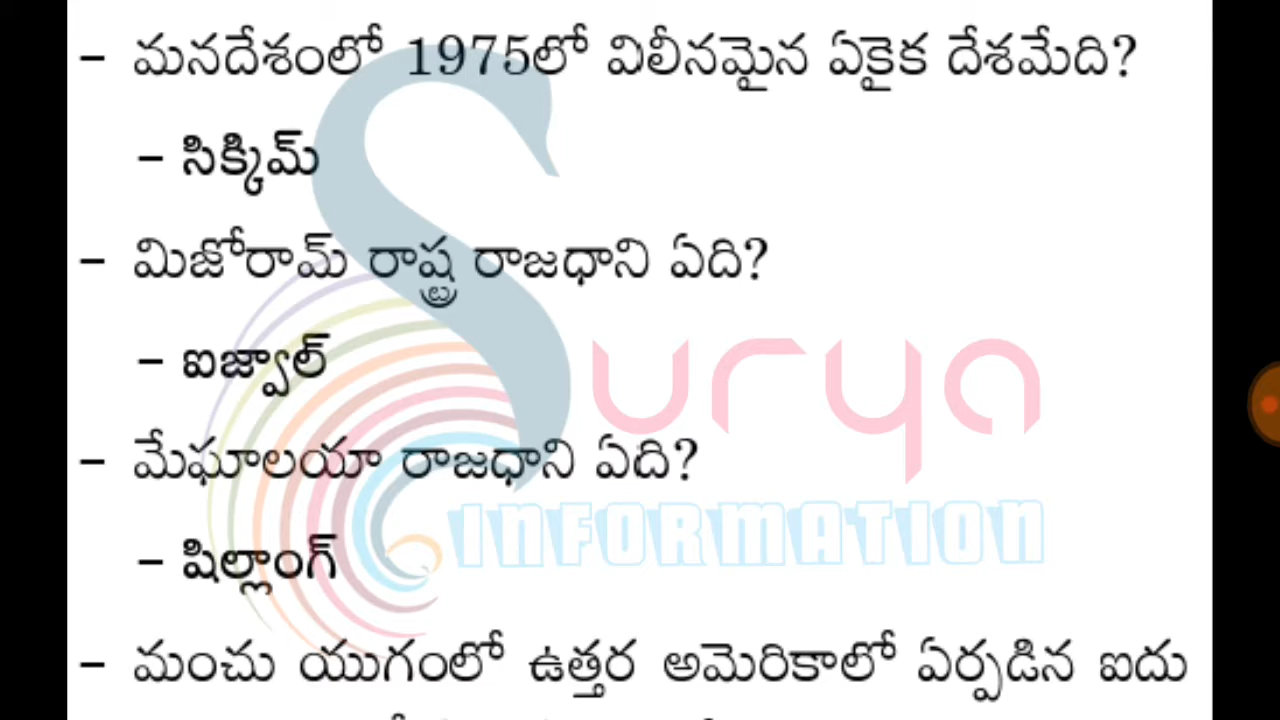 – మనదేశంలో 1975లో విలీనమైన ఏకైక దేశమేది?
– సిక్కిమ్
– మిజోరామ్ రాష్ట్ర రాజధాని ఏది?
– ఐజ్వాల్
– మేఘాలయా రాజధాని ఏది?
– షిల్లాంగ్
– మంచు యుగంలో ఉత్తర అమెరికాలో ఏర్పడిన ఐదు
Surya
INFORMATION